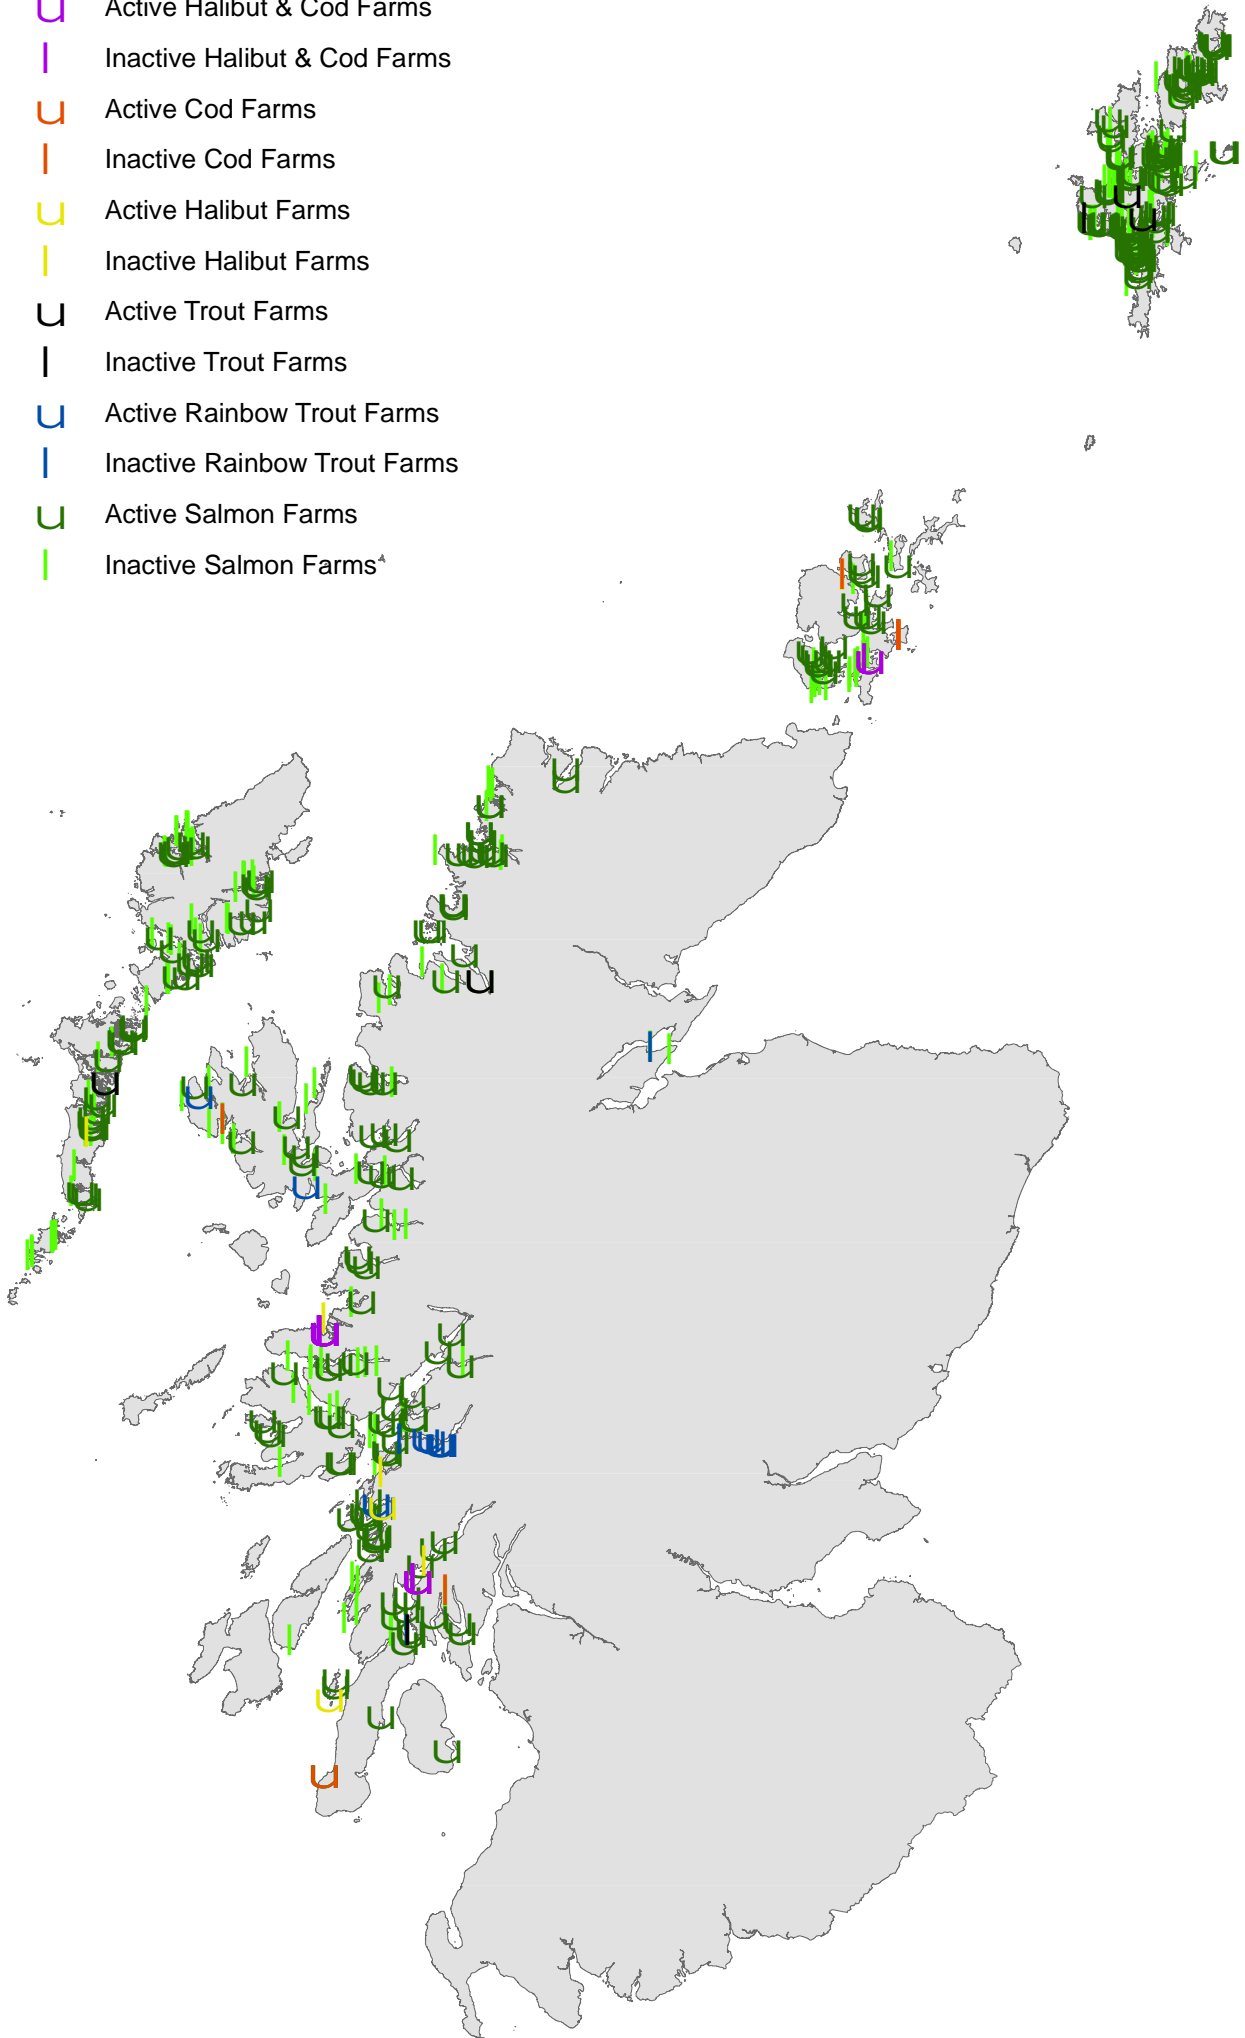 u Active Halibut & Cod Farms
l Inactive Halibut & Cod Farms
u Active Cod Farms
l Inactive Cod Farms
u Active Halibut Farms
l Inactive Halibut Farms
u Active Trout Farms
l Inactive Trout Farms
u Active Rainbow Trout Farms
l Inactive Rainbow Trout Farms
u Active Salmon Farms
l Inactive Salmon Farms